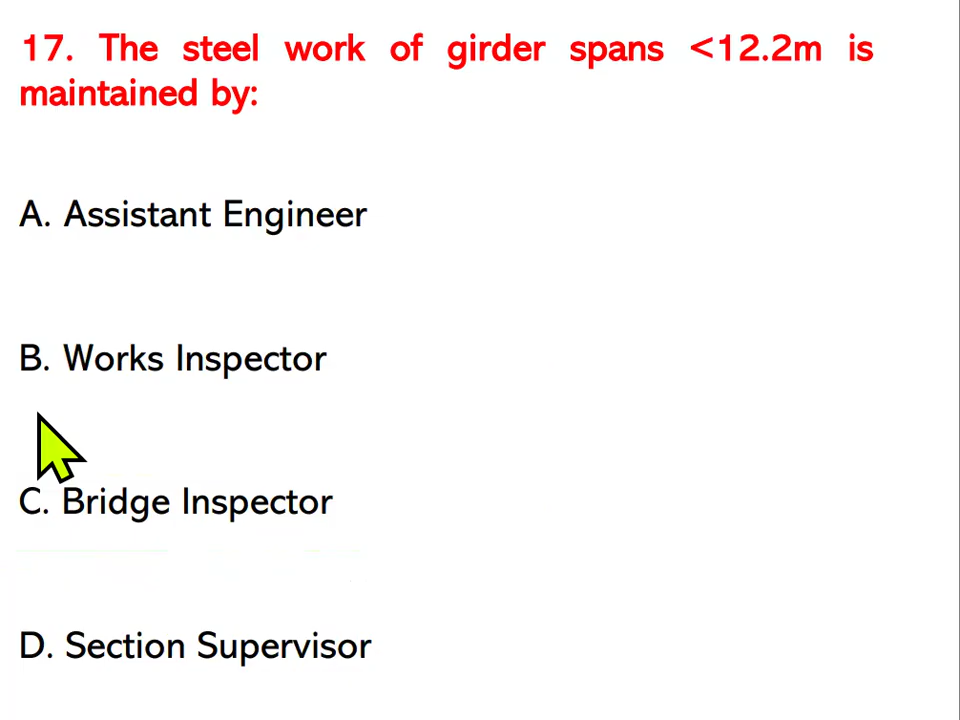 17. The steel work of girder spans <12.2m is
maintained by:
A. Assistant Engineer
B. Works Inspector
C. Bridge Inspector
D. Section Supervisor